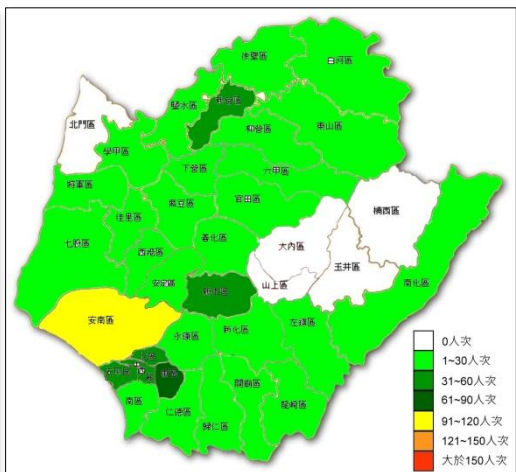 後壁區
白河區
鹽水區
新營區
北門區
柳營區
東山區
學甲區
下營區
六甲區
楠西區
將軍區
麻豆區
官田區
佳里區
七股區
善化區
大內區
西港區
玉井區
安定區
新市區
山上區
南化區
安南區
左鎮區
永康區
新化區
北區
東區
南區
關廟區
龍崎區
仁德區
歸仁區
0人次
1~30人次
31~60人次
61~90人次
91~120人次
121~150人次
大於150人次